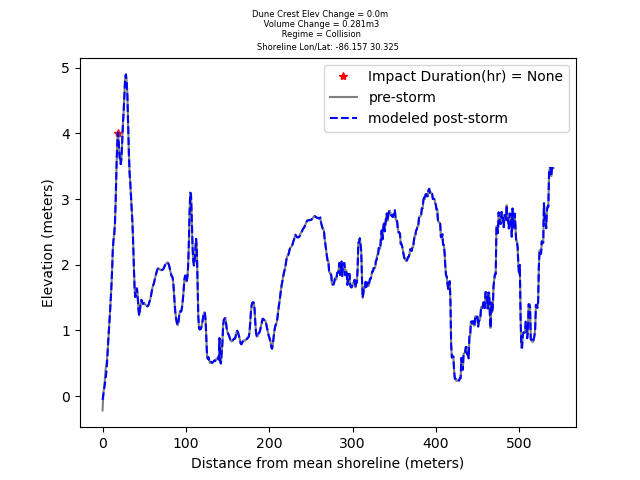 Dune Crest Elev Change = 0.0m
Volume Change = 0.281m3
Regime = Collision
Shoreline Lon/Lat: -86.157 30.325
Impact Duration(hr) = None
pre-storm
modeled post-storm
Elevation (meters)
5
4
3
2
1
0
0 100 200 300 400 500
Distance from mean shoreline (meters)